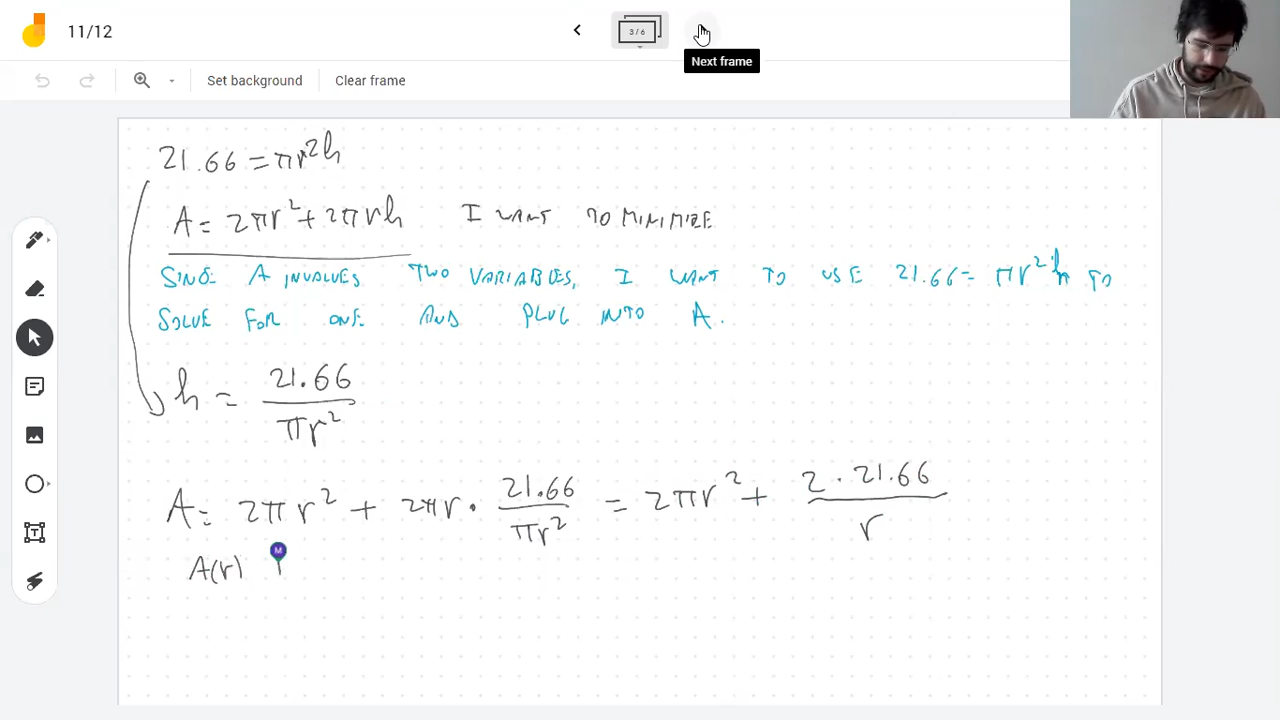 11/12
3/6
Next frame
Set background
Clear frame
21.66 = πr²h
A = 2πr² + 2πrh I WANT TO MINIMIZE
SINCE A INVOLVES TWO VARIABLES, I WANT TO USE 21.66 = πr²h TO
SOLVE FOR ONE AND PLUG INTO A.
h = 21.66 / πr²
A = 2πr² + 2πr · 21.66 / πr² = 2πr² + 2 · 21.66 / r
M
A(r)